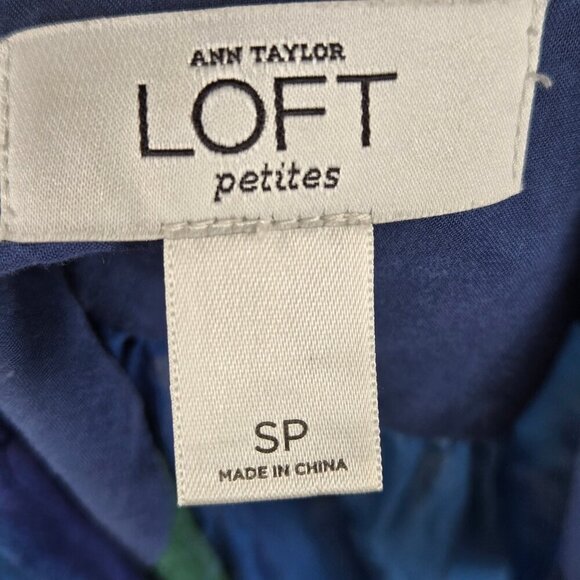 ANN TAYLOR
LOFT
petites
SP
MADE IN CHINA